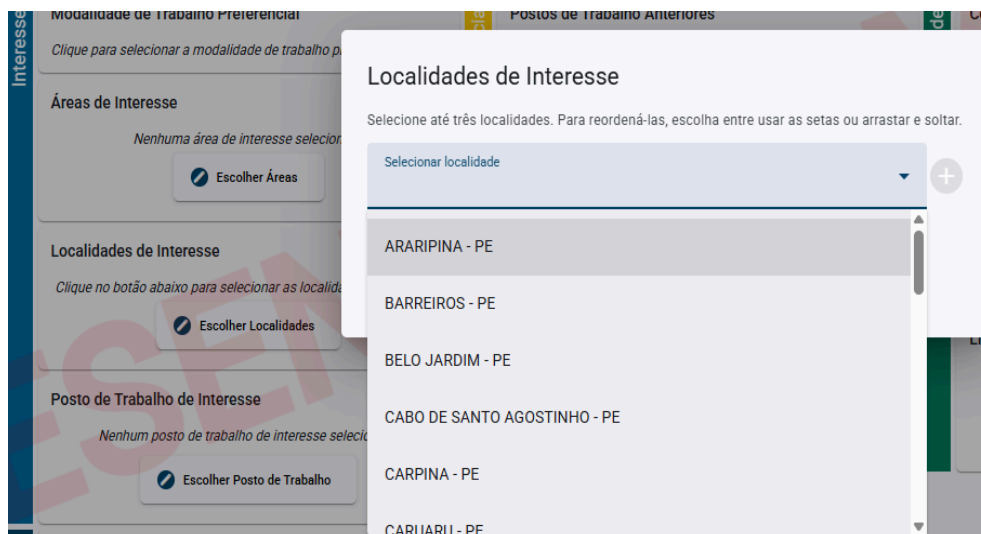 Interesse
Modalidade de Trabalho Preferencial
Clique para selecionar a modalidade de trabalho
Áreas de Interesse
Nenhuma área de interesse
Escolher Áreas
Localidades de Interesse
Clique no botão abaixo para selecionar as
Escolher Localidades
Posto de Trabalho de Interesse
Nenhum posto de trabalho de interesse
Escolher Posto de Trabalho
Postos de Trabalho Anteriores
Localidades de Interesse
Selecione até três localidades. Para reordená-las, escolha entre usar as setas ou arrastar e soltar.
Selecionar localidade
ARARIPINA - PE
BARREIROS - PE
BELO JARDIM - PE
CABO DE SANTO AGOSTINHO - PE
CARPINA - PE
CARUARU - PE